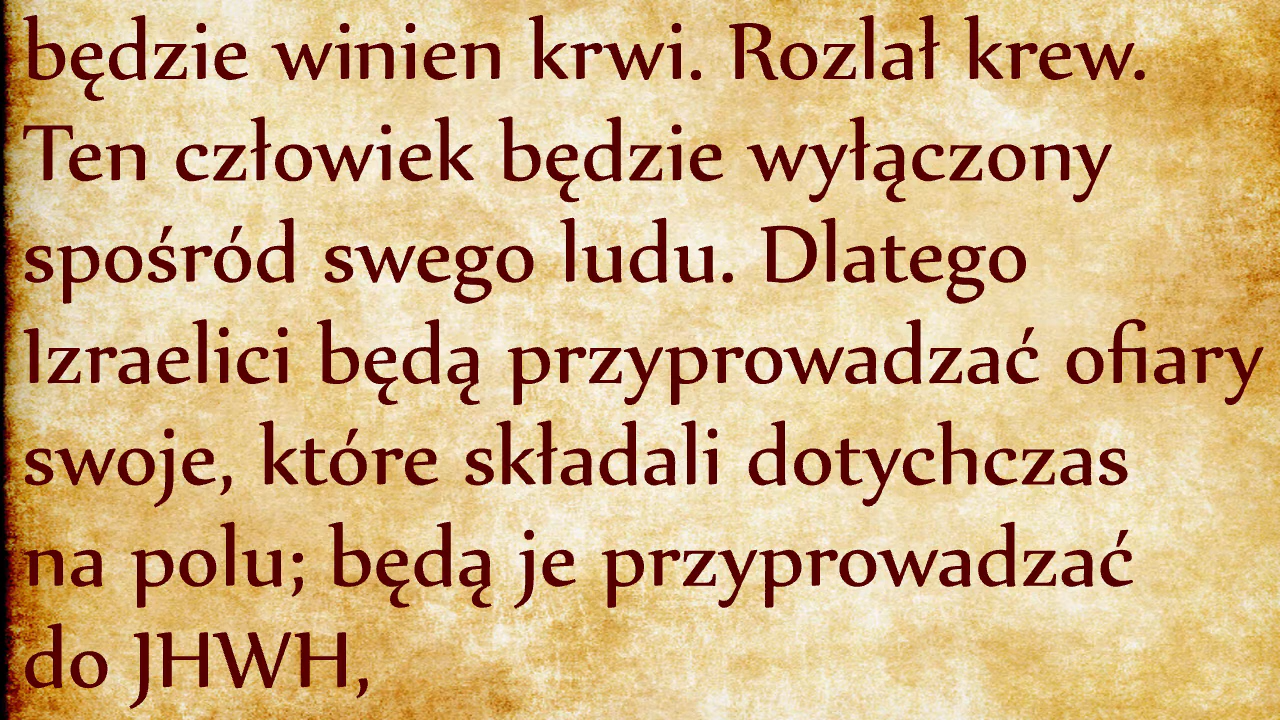 będzie winien krwi. Rozlał krew.
Ten człowiek będzie wyłączony
spośród swego ludu. Dlatego
Izraelici będą przyprowadzać ofiary
swoje, które składali dotychczas
na polu; będą je przyprowadzać
do JHWH,